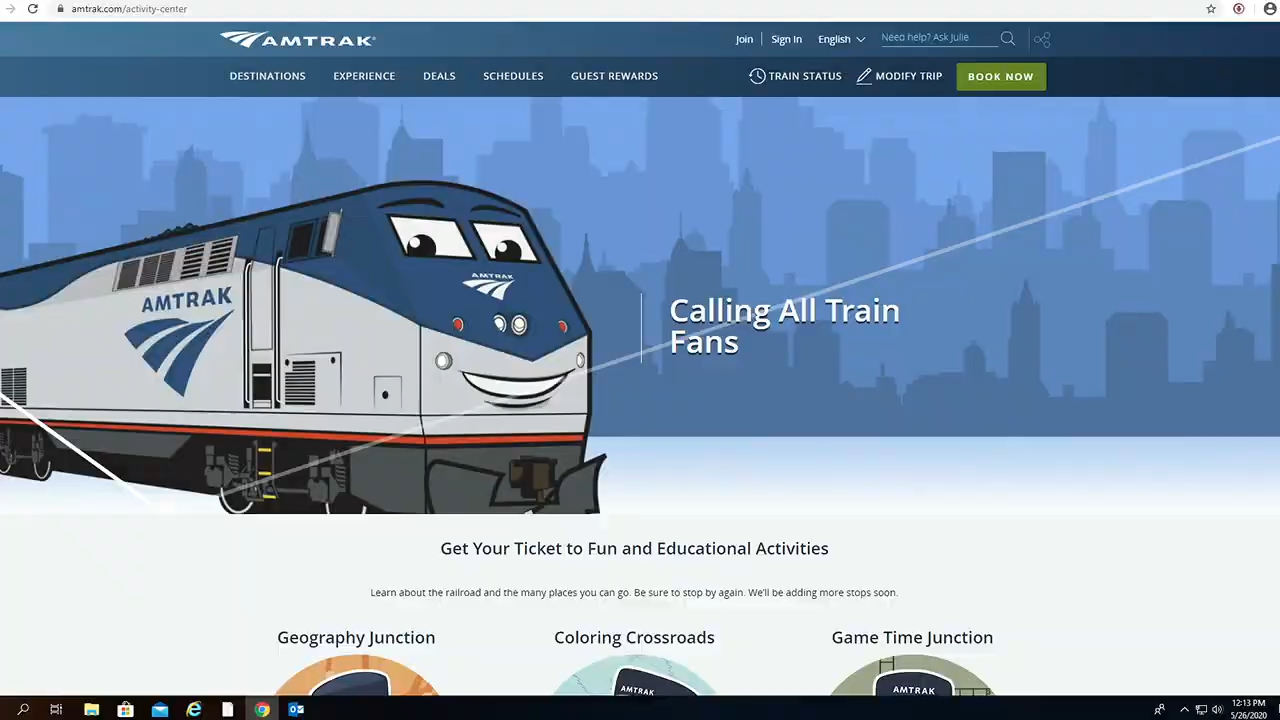 amtrak.com/activity-center
AMTRAK
Join
Sign In
English
Need help? Ask Julie
DESTINATIONS
EXPERIENCE
DEALS
SCHEDULES
GUEST REWARDS
TRAIN STATUS
MODIFY TRIP
BOOK NOW
AMTRAK
AMTRAK
Calling All Train
Fans
Get Your Ticket to Fun and Educational Activities
Learn about the railroad and the many places you can go. Be sure to stop by again. We'll be adding more stops soon.
Geography Junction
Coloring Crossroads
Game Time Junction
AMTRAK
AMTRAK
12:13 PM
5/26/2020